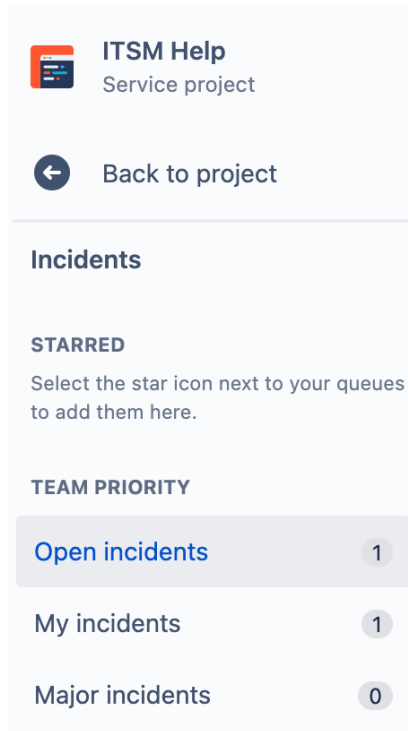 ITSM Help
Service project
Back to project
Incidents
STARRED
Select the star icon next to your queues
to add them here.
TEAM PRIORITY
Open incidents 1
My incidents 1
Major incidents 0